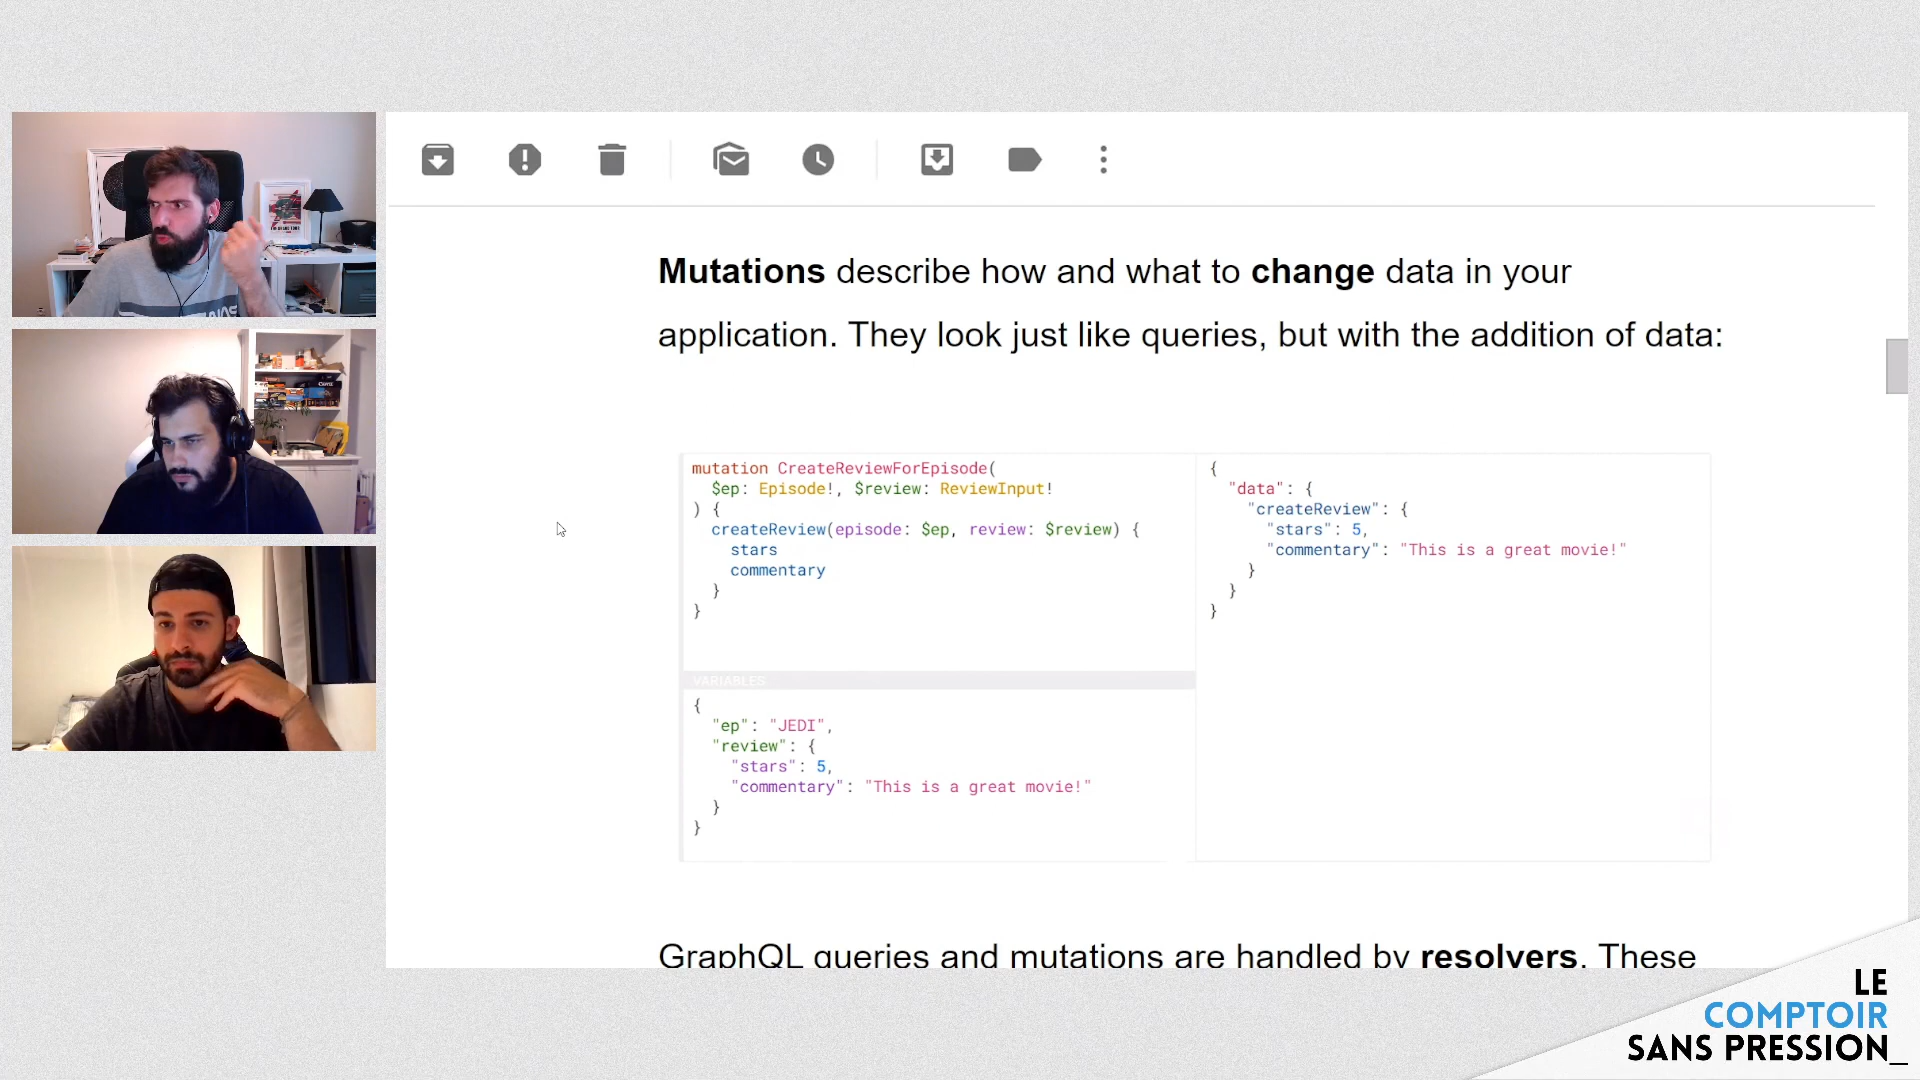 Mutations describe how and what to change data in your
application. They look just like queries, but with the addition of data:
mutation CreateReviewForEpisode(
$ep: Episode!, $review: ReviewInput!
) {
createReview(episode: $ep, review: $review) {
stars
commentary
}
}
VARIABLES
{
"ep": "JEDI",
"review": {
"stars": 5,
"commentary": "This is a great movie!"
}
}
{
"data": {
"createReview": {
"stars": 5,
"commentary": "This is a great movie!"
}
}
}
GraphQL queries and mutations are handled by resolvers. These
LE
COMPTOIR
SANS PRESSION_